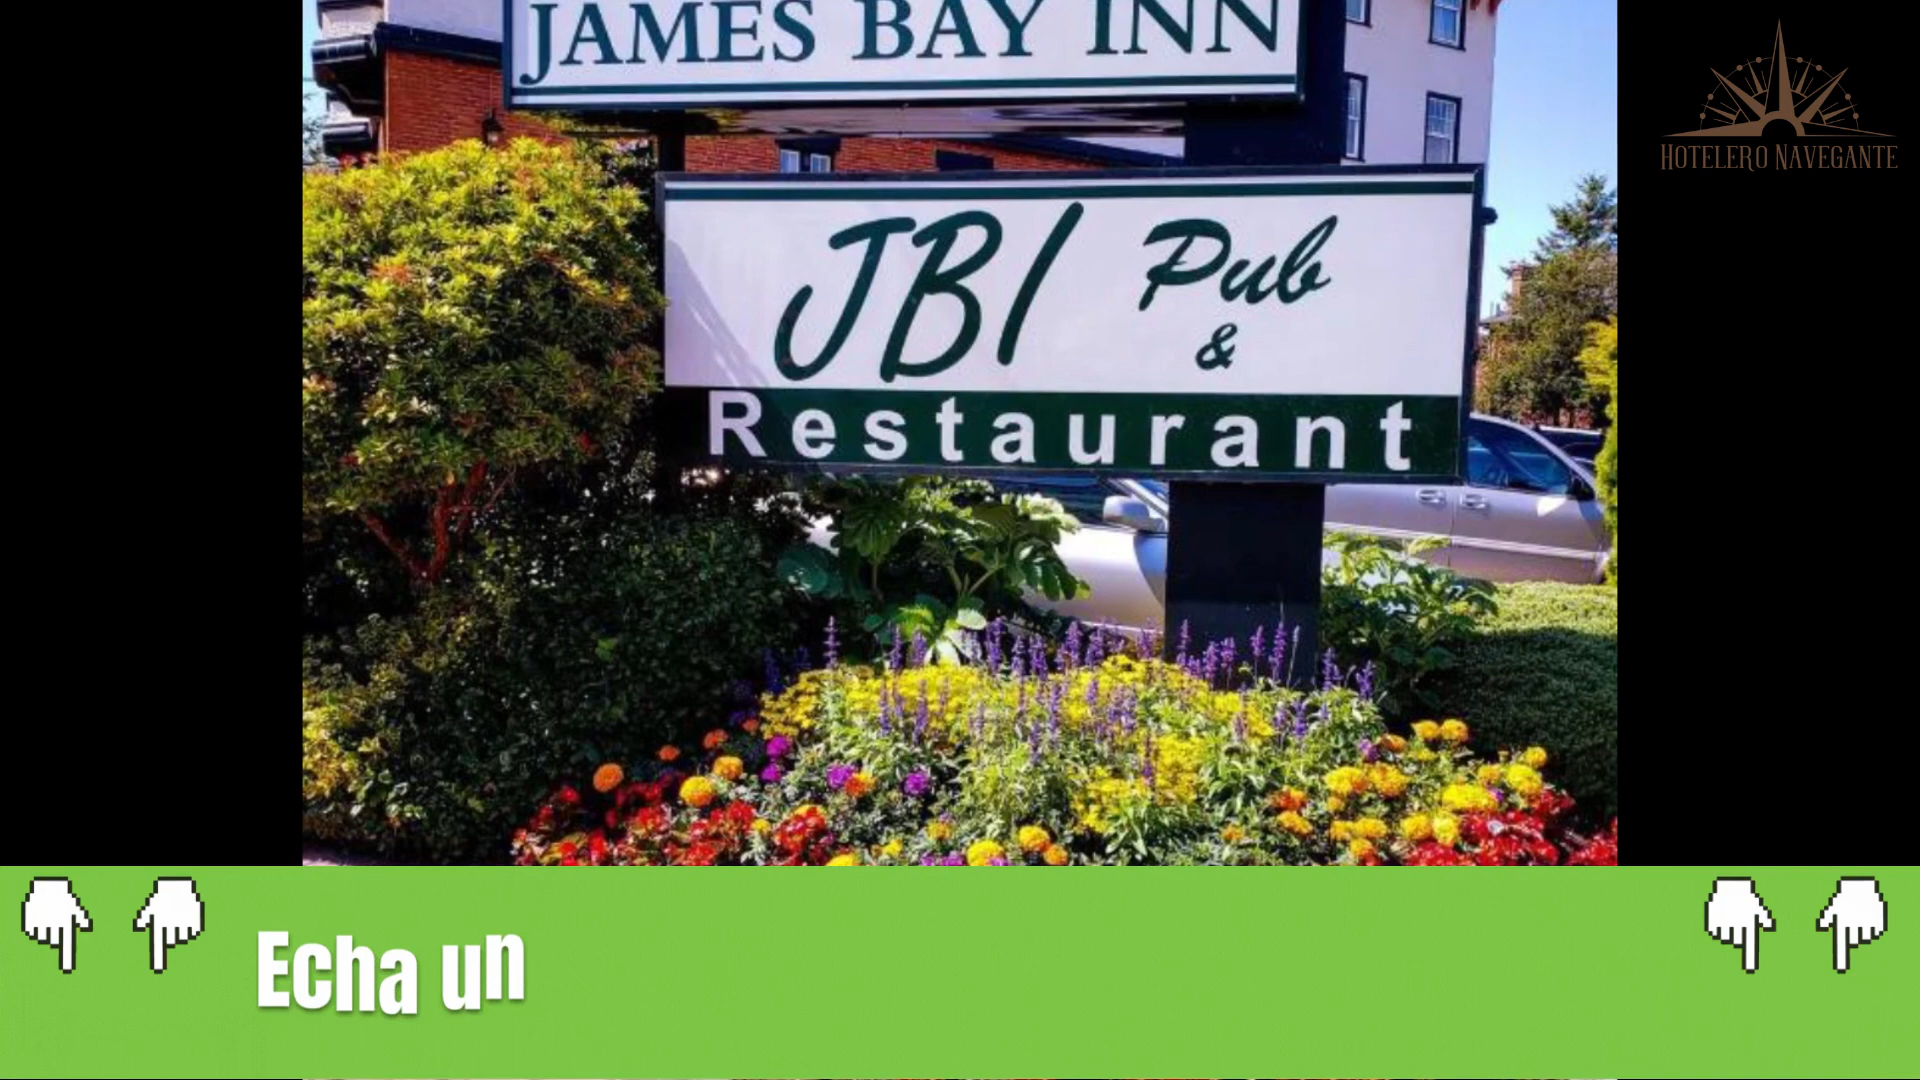 JAMES BAY INN
HOTELERO NAVEGANTE
JBI Pub
&
Restaurant
Echa un